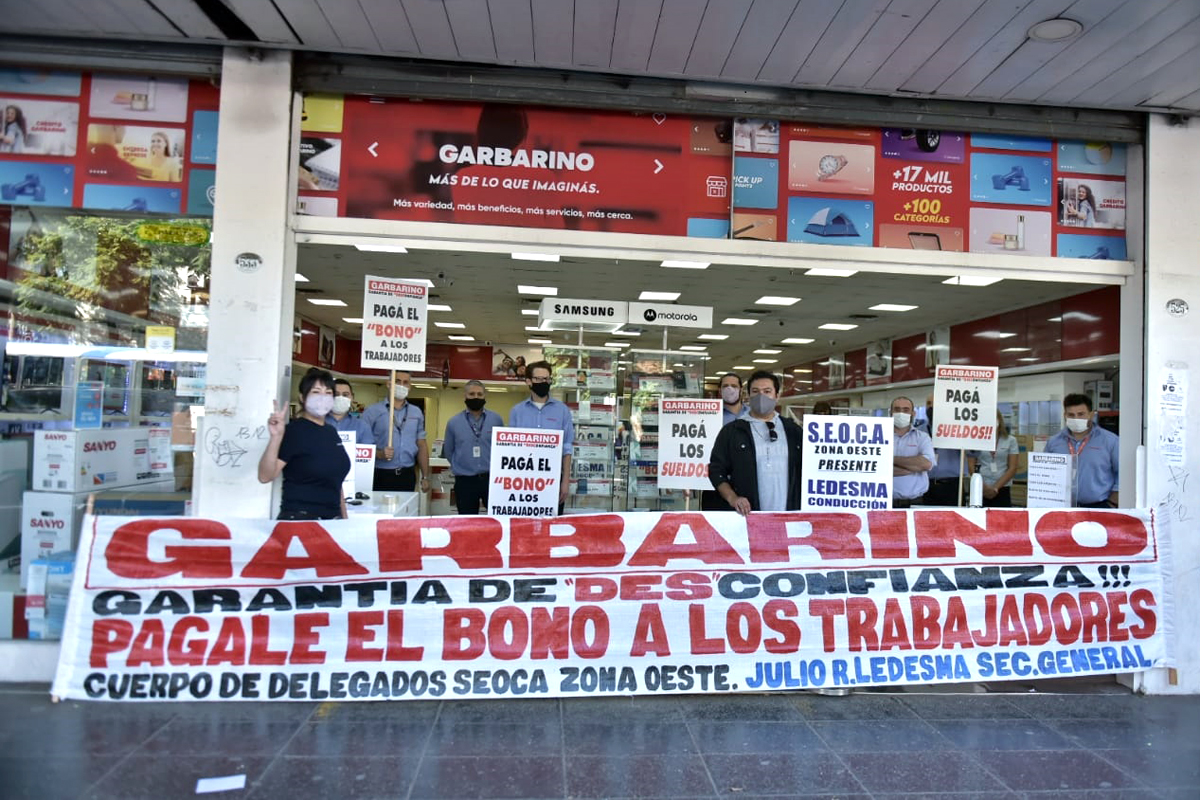 CRÉDITO
GARBARINO
GARBARINO
MÁS DE LO QUE IMAGINÁS.
Más variedad, más beneficios, más servicios, más cerca.
PICK UP
+17 MIL
PRODUCTOS
+100
CATEGORÍAS
SAMSUNG
motorola
GARBARINO
PAGÁ EL
"BONO"
A LOS
TRABAJADORES
GARBARINO
PAGÁ EL
"BONO"
A LOS
TRABAJADORES
GARBARINO
PAGÁ
LOS
SUELDOS
S.E.O.C.A.
ZONA OESTE
PRESENTE
LEDESMA
CONDUCCIÓN
GARBARINO
PAGÁ
LOS
SUELDOS!!
SANYO
SANYO
SANYO
GARBARINO
GARANTIA DE "DES"CONFIANZA!!!
PAGALE EL BONO A LOS TRABAJADORES
CUERPO DE DELEGADOS SEOCA ZONA OESTE. JULIO R.LEDESMA SEC.GENERAL